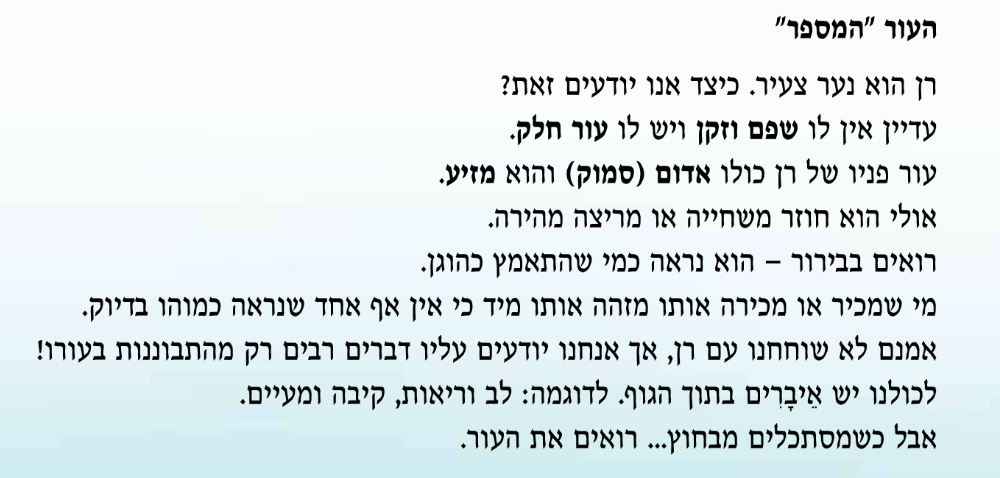 העור "המספר"
רן הוא נער צעיר. כיצד אנו יודעים זאת?
עדיין אין לו שפם וזקן ויש לו עור חלק.
עור פניו של רן כולו אדום (סמוק) והוא מזיע.
אולי הוא חוזר משחייה או מריצה מהירה.
רואים בבירור – הוא נראה כמי שהתאמץ כהוגן.
מי שמכיר או מכירה אותו מזהה אותו מיד כי אין אף אחד שנראה כמוהו בדיוק.
אמנם לא שוחחנו עם רן, אך אנחנו יודעים עליו דברים רבים רק מהתבוננות בעורו!
לכולנו יש אֵיבָרִים בתוך הגוף. לדוגמה: לב וריאות, קיבה ומעיים.
אבל כשמסתכלים מבחוץ... רואים את העור.